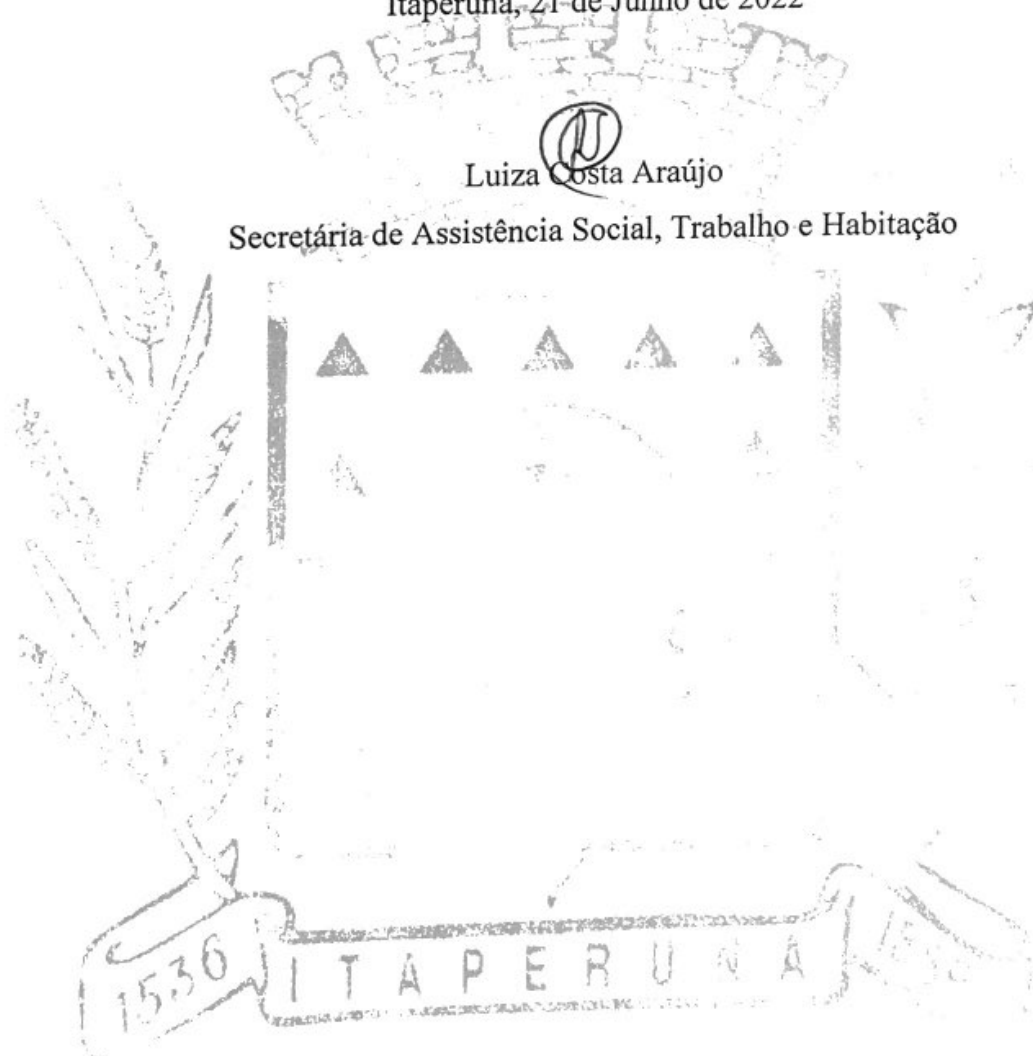 Itaperuna, 21 de Junho de 2022
Luiza Costa Araújo
Secretária de Assistência Social, Trabalho e Habitação
1536
ITAPERUNA